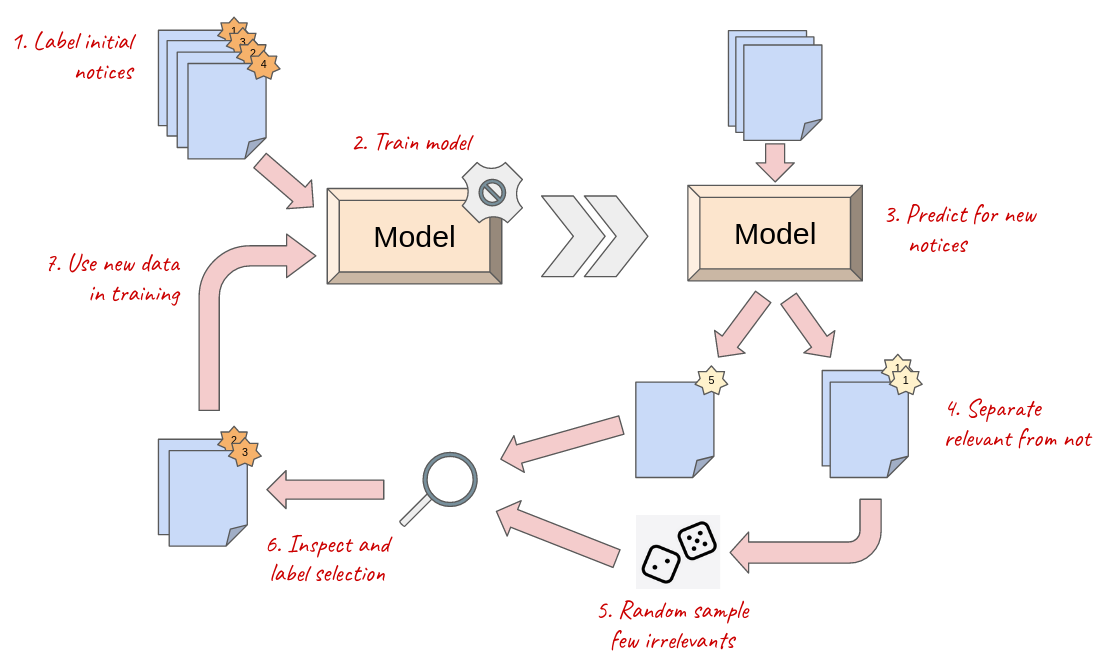 1. Label initial
notices
1
3
2
4
2. Train model
Model
Model
3. Predict for new
notices
7. Use new data
in training
5
1
1
4. Separate
relevant from not
2
3
6. Inspect and
label selection
5. Random sample
few irrelevants